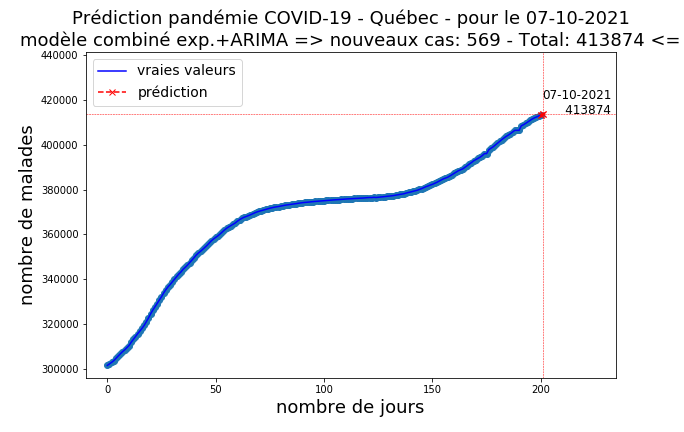 Prédiction pandémie COVID-19 - Québec - pour le 07-10-2021
modèle combiné exp.+ARIMA => nouveaux cas: 569 - Total: 413874 <=
440000
420000
400000
380000
360000
340000
320000
300000
nombre de malades
vraies valeurs
prédiction
07-10-2021
413874
0
50
100
150
200
nombre de jours